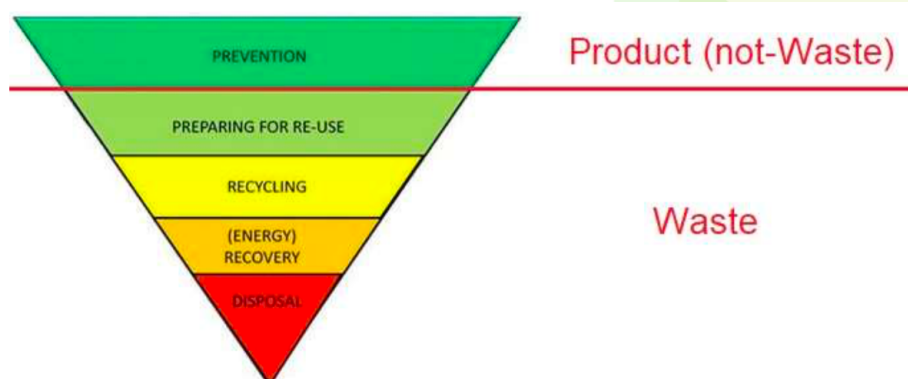 PREVENTION
Product (not-Waste)
PREPARING FOR RE-USE
RECYCLING
Waste
(ENERGY)
RECOVERY
DISPOSAL